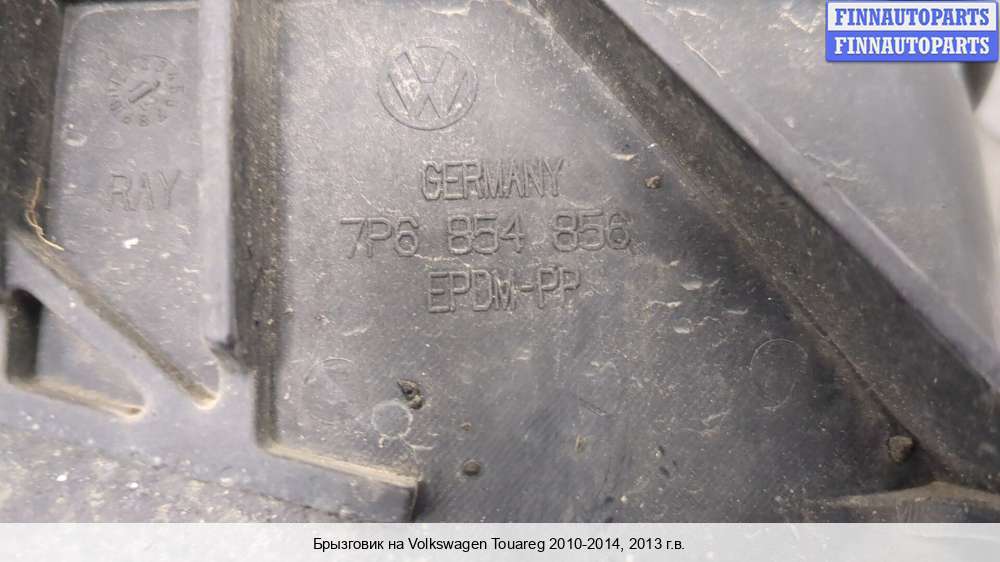 FINNAUTOPARTS
FINNAUTOPARTS
RAY
GERMANY
7P6 854 856
EPDM-PP
Брызговик на Volkswagen Touareg 2010-2014, 2013 г.в.